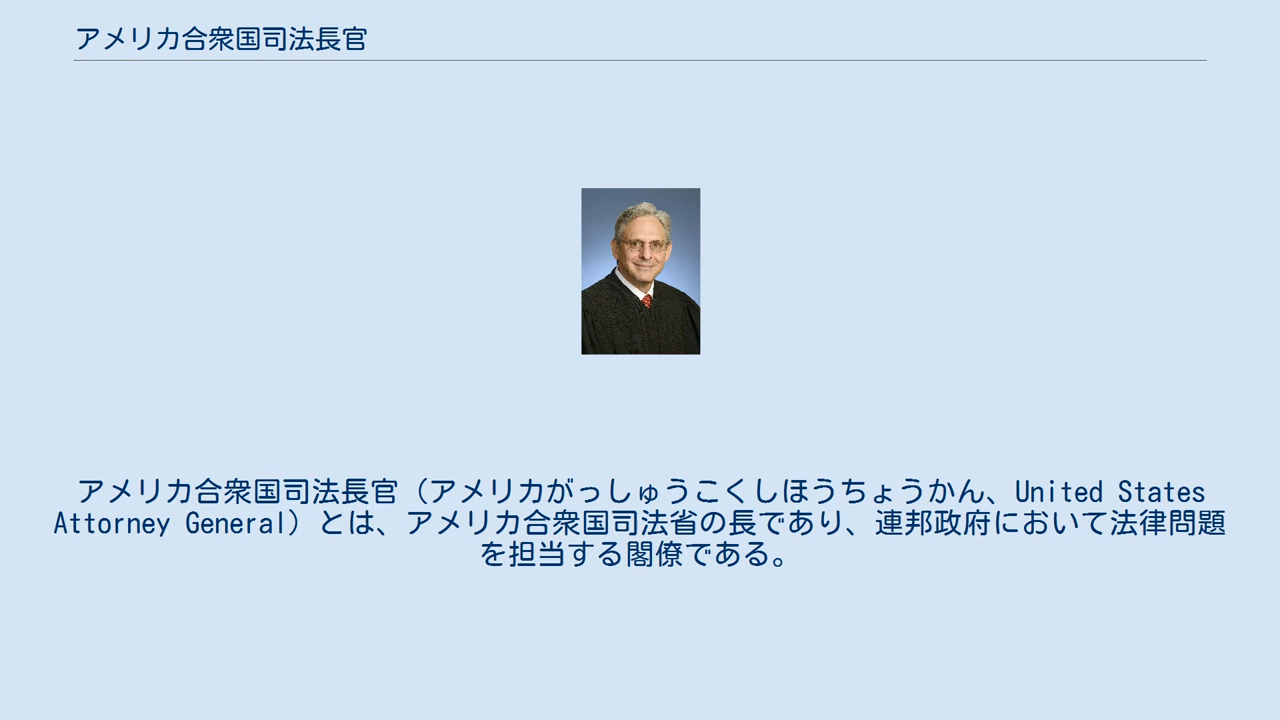 アメリカ合衆国司法長官
アメリカ合衆国司法長官（アメリカがっしゅうこくしほうちょうかん、United States
Attorney General）とは、アメリカ合衆国司法省の長であり、連邦政府において法律問題
を担当する閣僚である。